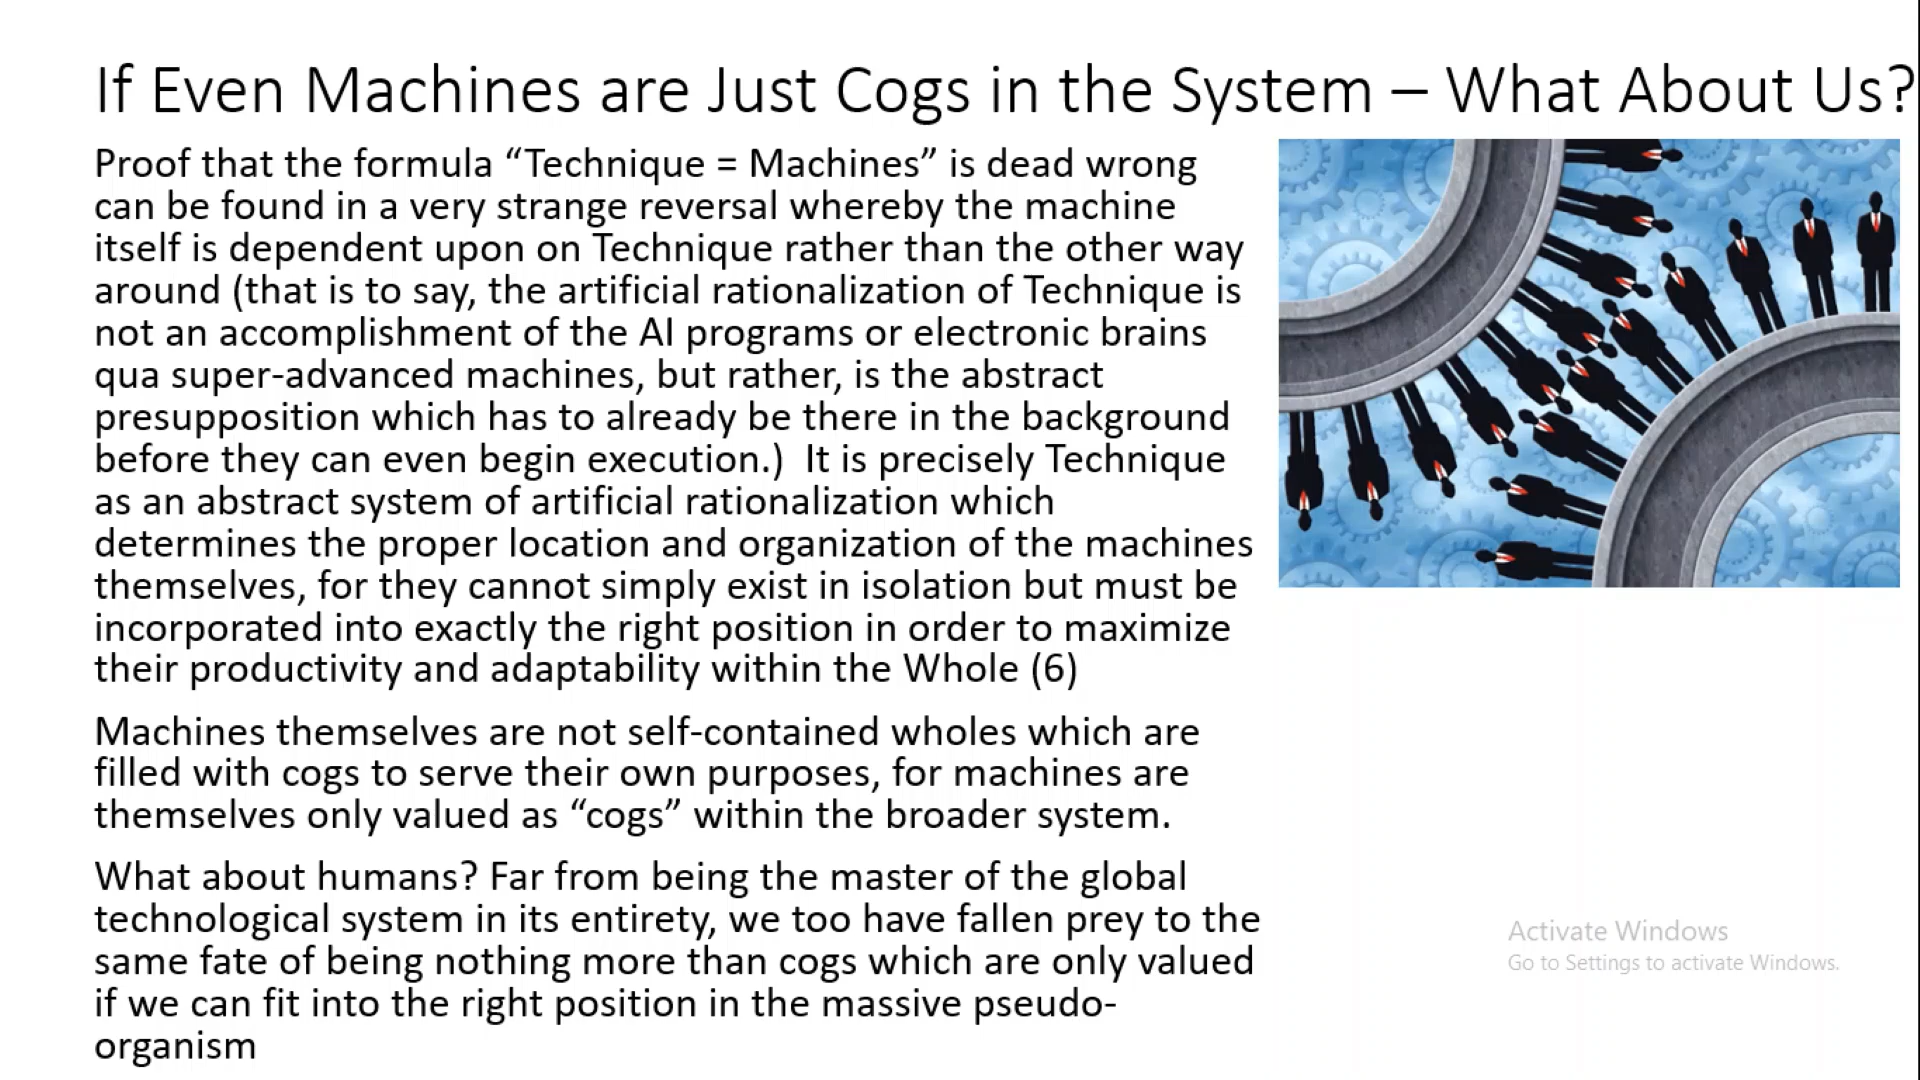 If Even Machines are Just Cogs in the System – What About Us?
Proof that the formula “Technique = Machines” is dead wrong
can be found in a very strange reversal whereby the machine
itself is dependent upon on Technique rather than the other way
around (that is to say, the artificial rationalization of Technique is
not an accomplishment of the AI programs or electronic brains
qua super-advanced machines, but rather, is the abstract
presupposition which has to already be there in the background
before they can even begin execution.)  It is precisely Technique
as an abstract system of artificial rationalization which
determines the proper location and organization of the machines
themselves, for they cannot simply exist in isolation but must be
incorporated into exactly the right position in order to maximize
their productivity and adaptability within the Whole (6)
Machines themselves are not self-contained wholes which are
filled with cogs to serve their own purposes, for machines are
themselves only valued as “cogs” within the broader system.
What about humans? Far from being the master of the global
technological system in its entirety, we too have fallen prey to the
same fate of being nothing more than cogs which are only valued
if we can fit into the right position in the massive pseudo-
organism
Activate Windows
Go to Settings to activate Windows.